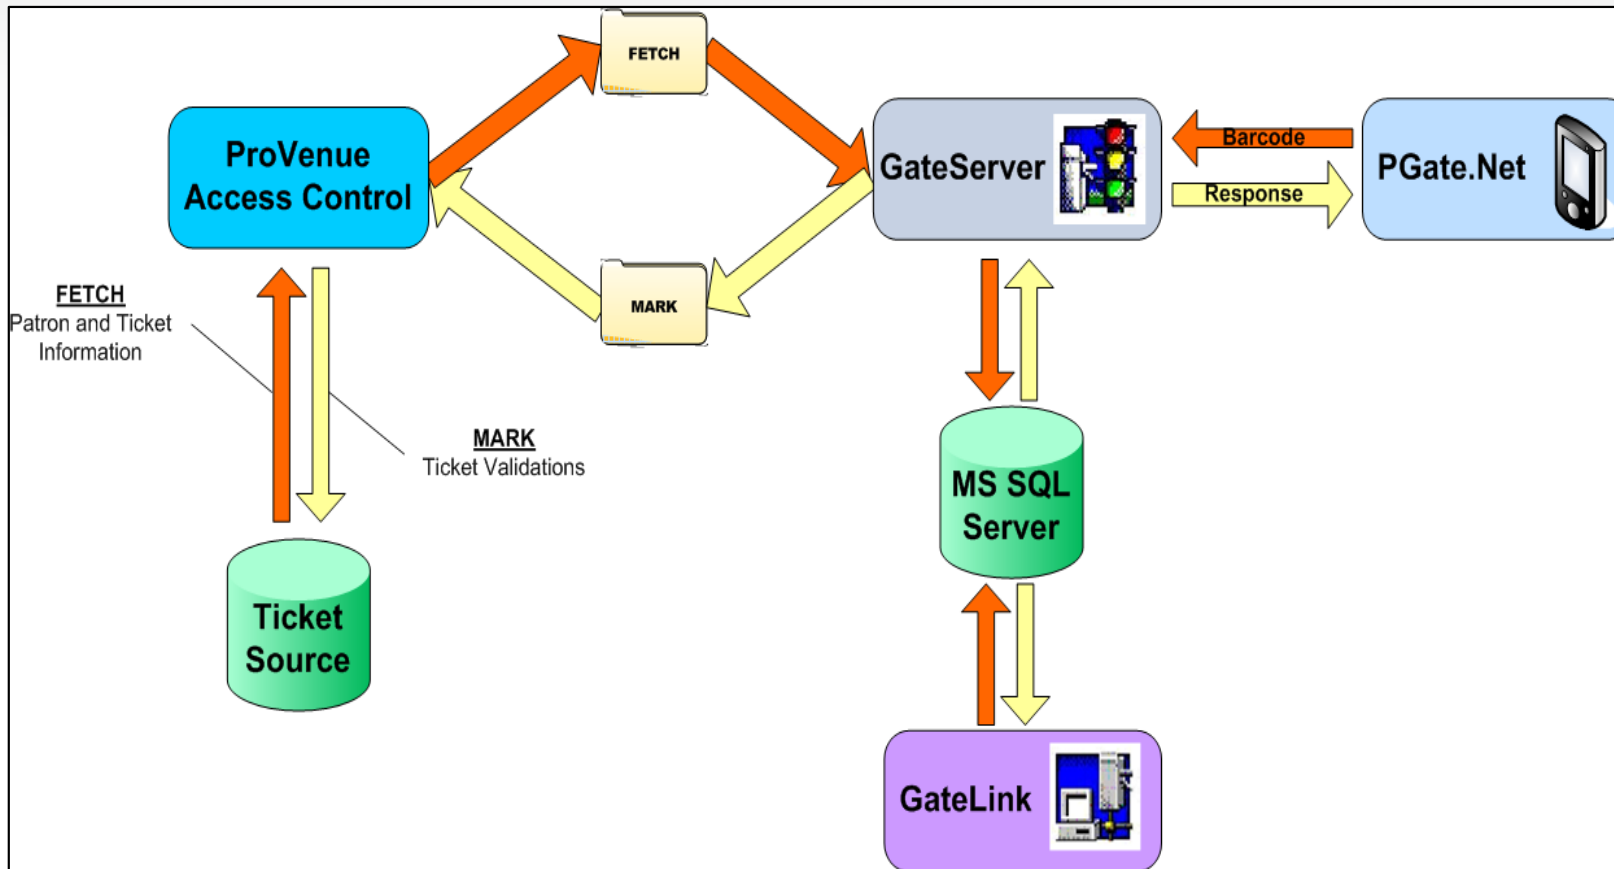 FETCH
ProVenue
Access Control
GateServer
Barcode
Response
PGate.Net
MARK
FETCH
Patron and Ticket
Information
MARK
Ticket Validations
MS SQL
Server
Ticket
Source
GateLink